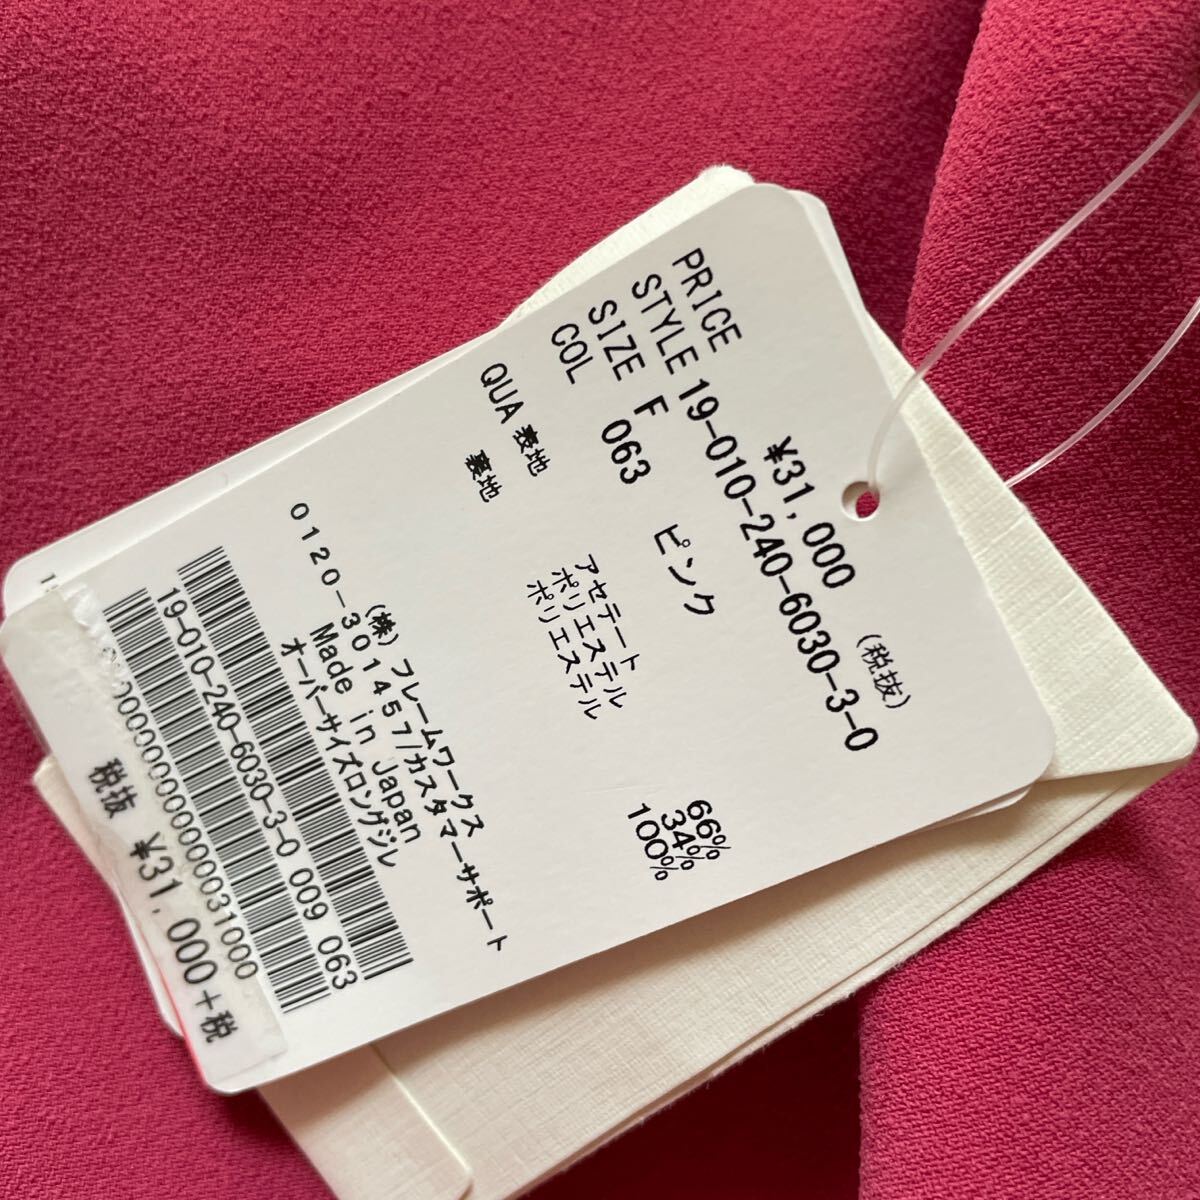 PRICE ¥31,000 (税抜)
STYLE 19-010-240-6030-3-0
SIZE F
COL 063 ピンク
QUA 表地 アセテート 66%
ポリエステル 34%
裏地 ポリエステル 100%
(株)フレームワークス
0120-301457/カスタマーサポート
Made in Japan
オーバーサイズロングジレ
19-010-240-6030-3-0 009 063
税抜 ¥31,000+税